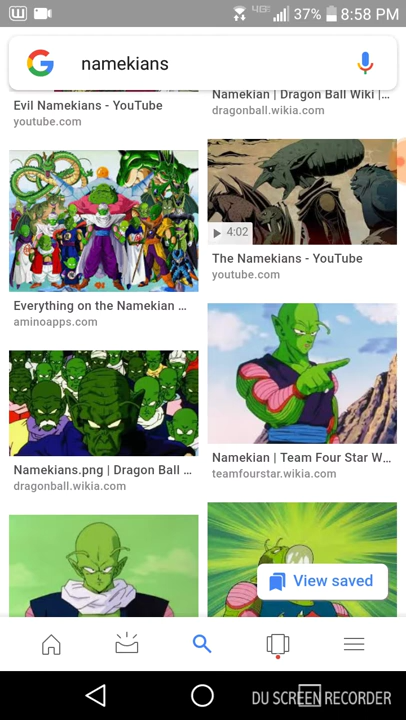 4G
37%
8:58 PM
namekians
Evil Namekians - YouTube
youtube.com
Namekian | Dragon Ball Wiki |...
dragonball.wikia.com
4:02
The Namekians - YouTube
youtube.com
Everything on the Namekian ...
aminoapps.com
Namekian | Team Four Star W...
teamfourstar.wikia.com
Namekians.png | Dragon Ball ...
dragonball.wikia.com
View saved
DU SCREEN RECORDER